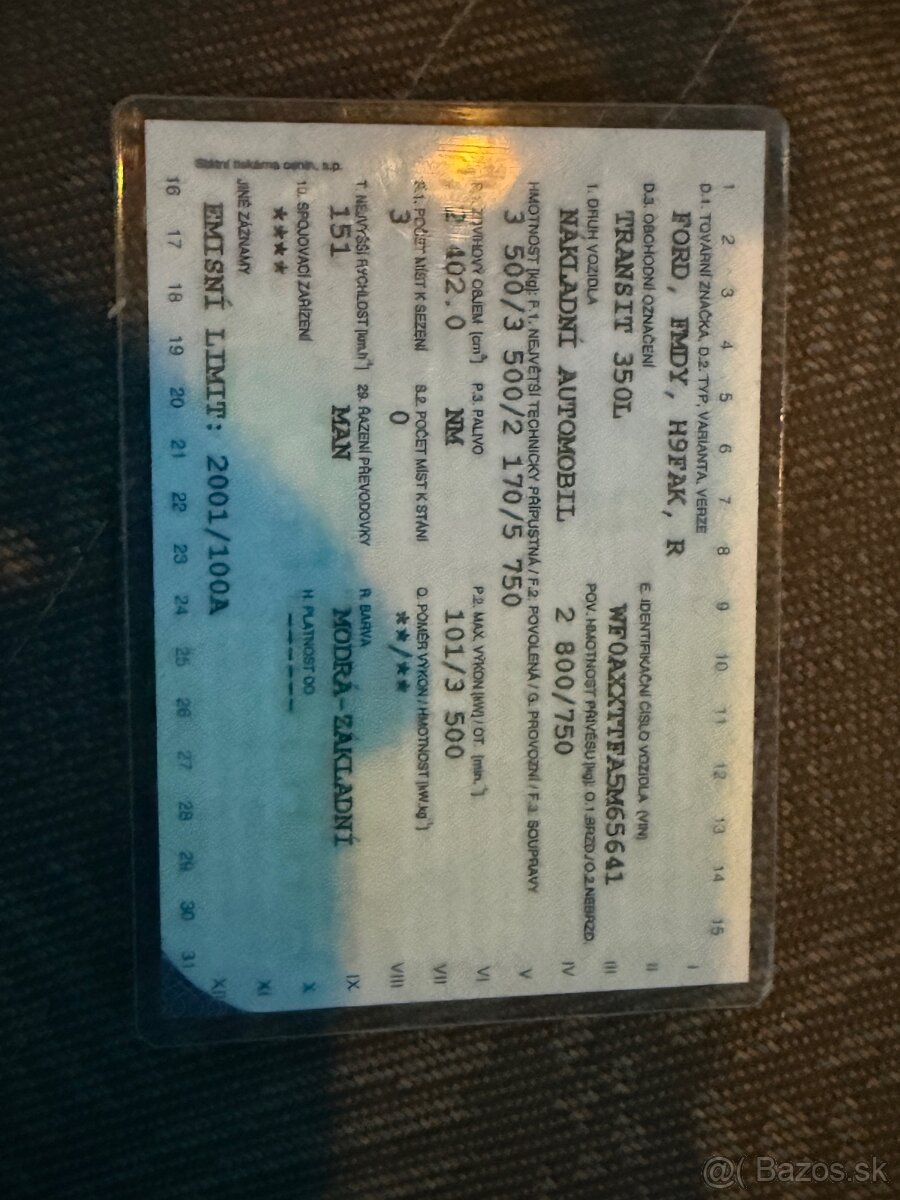 1 2 3 4 5 6 7 8 9 10 11 12 13 14 15
D.1. TOVÁRNÍ ZNAČKA, D.2. TYP, VARIANTA, VERZE
FORD, FMDY, H9FAK, R
I
D.3. OBCHODNÍ OZNAČENÍ E. IDENTIFIKAČNÍ ČÍSLO VOZIDLA (VIN)
TRANSIT 350L WF0AXXTTFA5M65641
II
III
1. DRUH VOZIDLA POV. HMOTNOST PŘÍVĚSU [kg]: O.1.BRZD./O.2.NEBRZD.
NÁKLADNÍ AUTOMOBIL 2 800/750
IV
HMOTNOST [kg]: F.1. NEJVĚTŠÍ TECHNICKY PŘÍPUSTNÁ / F.2. POVOLENÁ / G. PROVOZNÍ / F.3. SOUPRAVY
3 500/3 500/2 170/5 750
V
P.1. ZDVIHOVÝ OBJEM [cm³] P.3. PALIVO P.2. MAX. VÝKON [kW] / OT. [min.⁻¹]
2 402.0 NM 101/3 500
VI
VII
S.1. POČET MÍST K SEZENÍ S.2. POČET MÍST K STÁNÍ Q. POMĚR VÝKON / HMOTNOST [kW.kg⁻¹]
3 0 **/**
VIII
T. NEJVYŠŠÍ RYCHLOST [km.h⁻¹] 29. ŘAZENÍ PŘEVODOVKY R. BARVA
151 MAN MODRÁ-ZÁKLADNÍ
IX
10. SPOJOVACÍ ZAŘÍZENÍ H. PLATNOST DO
**** -----
X
JINÉ ZÁZNAMY
XI
EMISNÍ LIMIT: 2001/100A
XII
16 17 18 19 20 21 22 23 24 25 26 27 28 29 30 31
Státní tiskárna cenin, s.p.
@( Bazos.sk